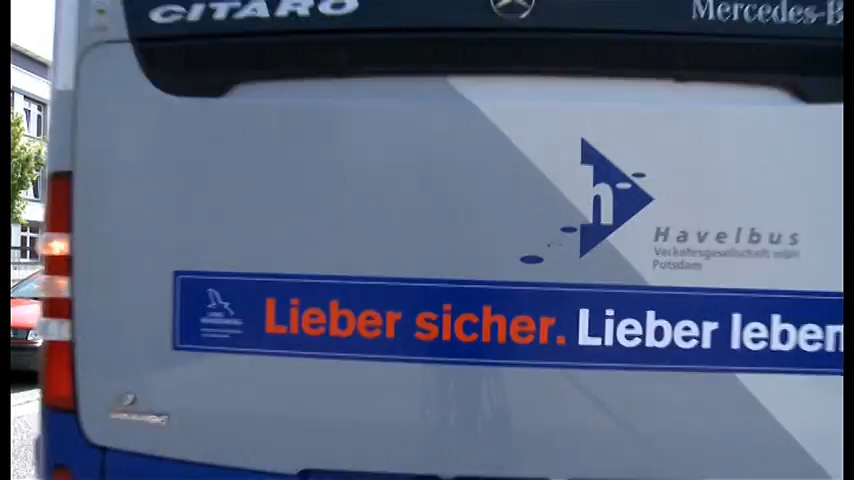 CITARO
Mercedes-B
h
Havelbus
Verkehrsgesellschaft mbH
Potsdam
Lieber sicher. Lieber leben